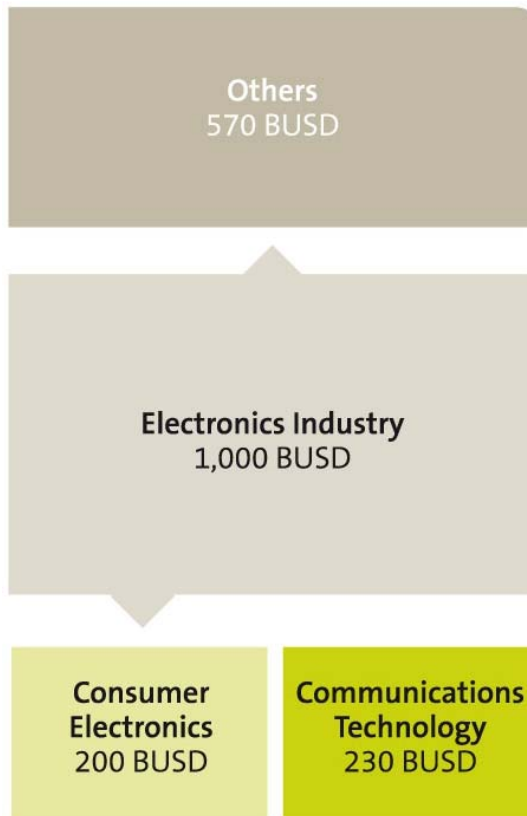 Others
570 BUSD
Electronics Industry
1,000 BUSD
Consumer
Electronics
200 BUSD
Communications
Technology
230 BUSD